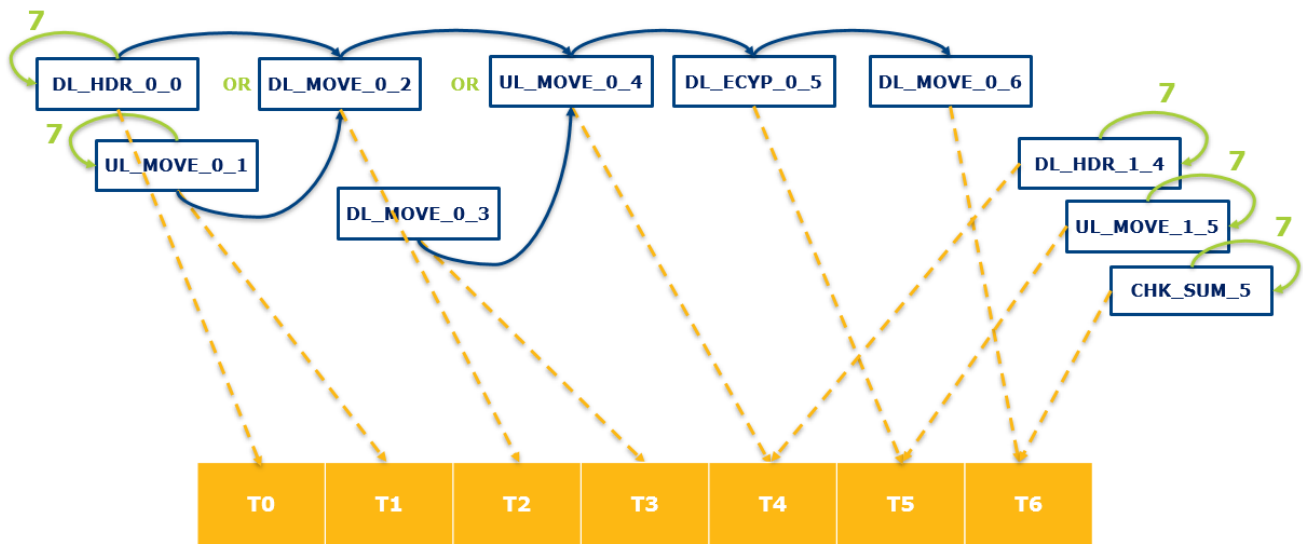 7
DL_HDR_0_0 OR DL_MOVE_0_2 OR UL_MOVE_0_4 DL_ECYP_0_5 DL_MOVE_0_6
7
7
UL_MOVE_0_1
DL_HDR_1_4
7
DL_MOVE_0_3
UL_MOVE_1_5
7
CHK_SUM_5
T0 T1 T2 T3 T4 T5 T6